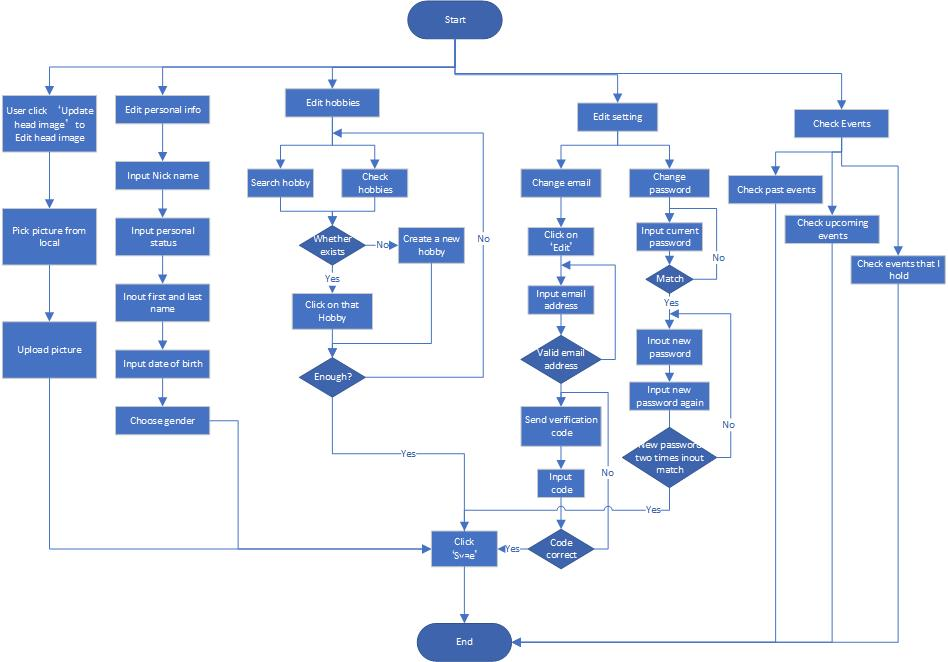 Start
User click ‘Update
head image’ to
Edit head image
Pick picture from
local
Upload picture
Edit personal info
Input Nick name
Input personal
status
Inout first and last
name
Input date of birth
Choose gender
Edit hobbies
Search hobby
Check
hobbies
Whether
exists
No
Create a new
hobby
Yes
Click on that
Hobby
Enough?
No
Yes
Edit setting
Change email
Click on
‘Edit’
Input email
address
Valid email
address
Send verification
code
Input
code
No
Code
correct
Yes
Change
password
Input current
password
No
Match
Yes
Inout new
password
Input new
password again
No
New password
two times inout
match
Yes
Check Events
Check past events
Check upcoming
events
Check events that I
hold
Click
End